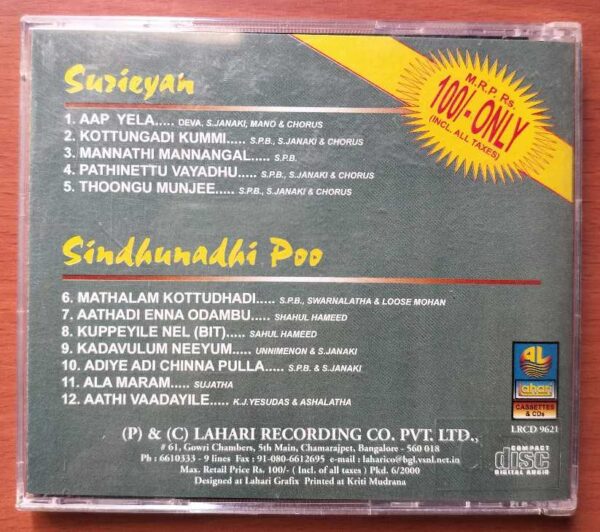 Surieyan
M.R.P. Rs.
100/- ONLY
(INCL. ALL TAXES)
1. AAP YELA..... DEVA, S.JANAKI, MANO & CHORUS
2. KOTTUNGADI KUMMI..... S.P.B., S.JANAKI & CHORUS
3. MANNATHI MANNANGAL..... S.P.B.
4. PATHINETTU VAYADHU..... S.P.B., S.JANAKI & CHORUS
5. THOONGU MUNJEE..... S.P.B., S.JANAKI & CHORUS
Sindhunadhi Poo
6. MATHALAM KOTTUDHADI..... S.P.B., SWARNALATHA & LOOSE MOHAN
7. AATHADI ENNA ODAMBU..... SHAHUL HAMEED
8. KUPPEYILE NEL (BIT)..... SAHUL HAMEED
9. KADAVULUM NEEYUM..... UNNIMENON & S.JANAKI
10. ADIYE ADI CHINNA PULLA..... S.P.B. & S.JANAKI
11. ALA MARAM..... SUJATHA
12. AATHI VAADAYILE..... K.J.YESUDAS & ASHALATHA
lahari
CASSETTES
& CDs
LRCD 9621
(P) & (C) LAHARI RECORDING CO. PVT. LTD.,
# 61, Gowri Chambers, 5th Main, Chamarajpet, Bangalore - 560 018
Ph : 6610333 - 9 lines Fax : 91-080-6612695 e-mail : laharico@bgl.vsnl.net.in
Max. Retail Price Rs. 100/- (Incl. of all taxes) Pkd. 6/2000
Designed at Lahari Grafix Printed at Kriti Mudrana
COMPACT
disc
DIGITAL AUDIO